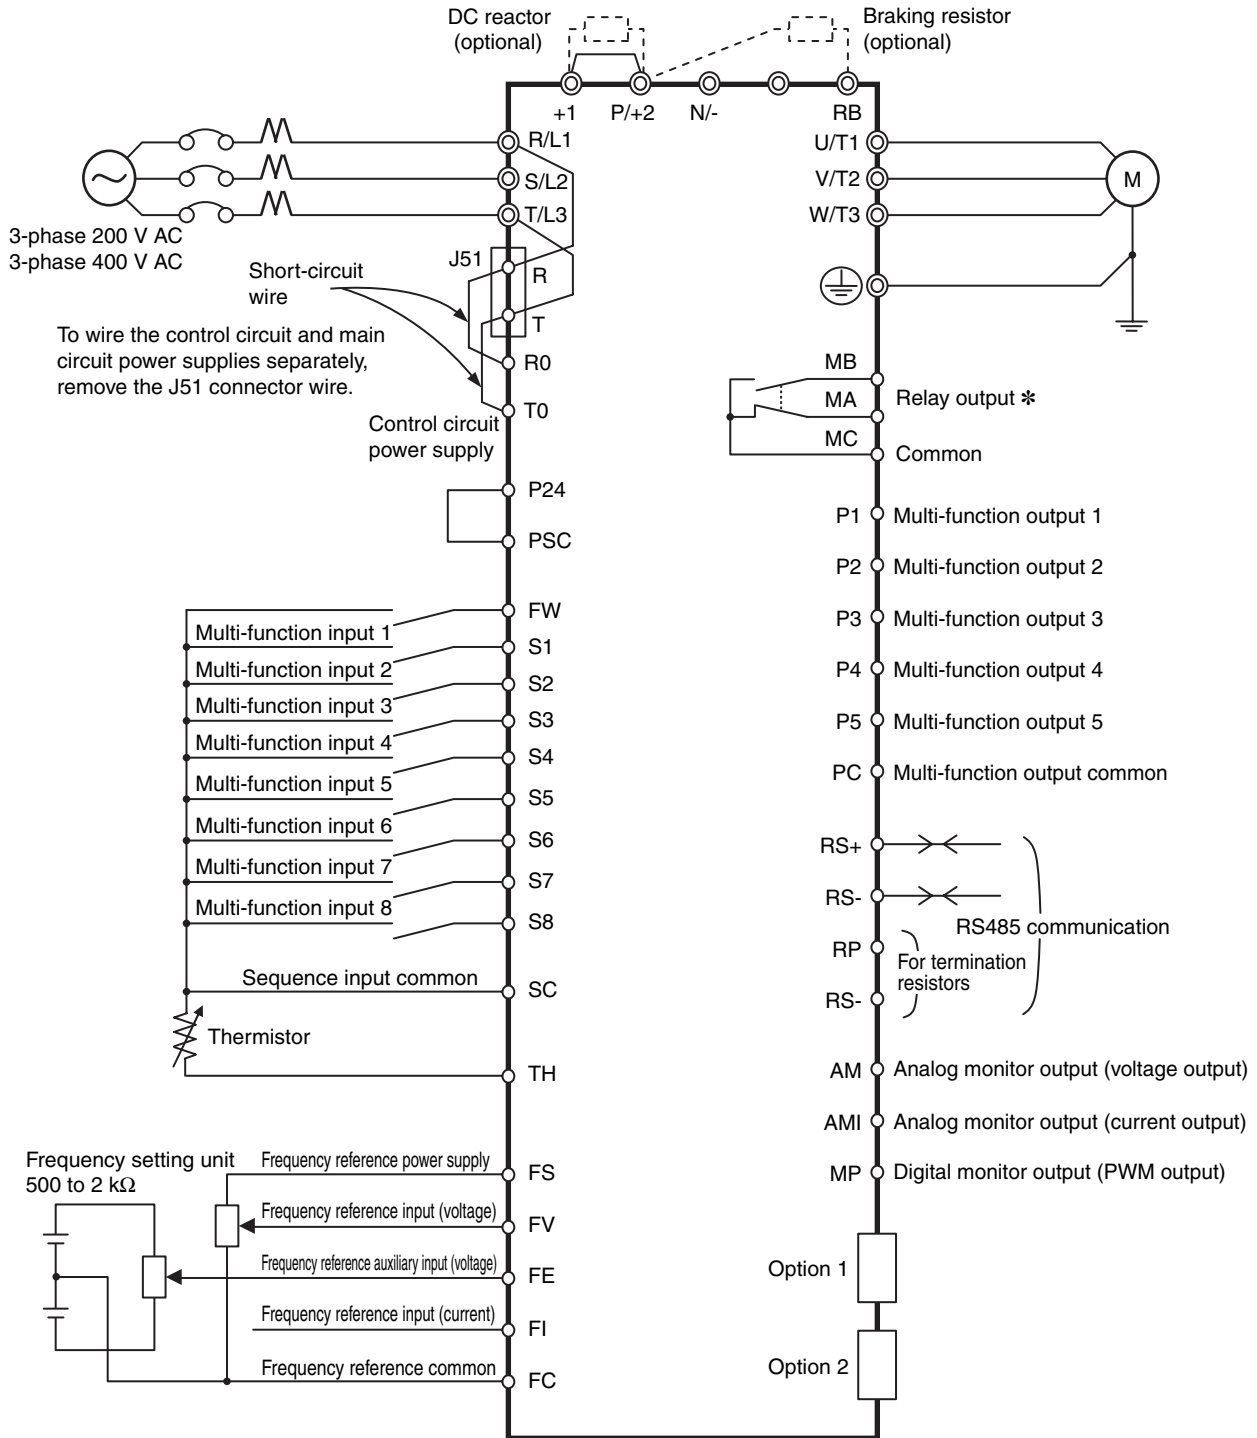 DC reactor
(optional)
Braking resistor
(optional)
+1
P/+2
N/-
RB
R/L1
S/L2
T/L3
3-phase 200 V AC
3-phase 400 V AC
J51
R
T
Short-circuit
wire
To wire the control circuit and main
circuit power supplies separately,
remove the J51 connector wire.
R0
T0
Control circuit
power supply
P24
PSC
FW
Multi-function input 1
S1
Multi-function input 2
S2
Multi-function input 3
S3
Multi-function input 4
S4
Multi-function input 5
S5
Multi-function input 6
S6
Multi-function input 7
S7
Multi-function input 8
S8
Sequence input common
SC
Thermistor
TH
Frequency setting unit
500 to 2 kΩ
Frequency reference power supply
FS
Frequency reference input (voltage)
FV
Frequency reference auxiliary input (voltage)
FE
Frequency reference input (current)
FI
Frequency reference common
FC
U/T1
V/T2
W/T3
M
MB
MA
Relay output ✻
MC
Common
P1
Multi-function output 1
P2
Multi-function output 2
P3
Multi-function output 3
P4
Multi-function output 4
P5
Multi-function output 5
PC
Multi-function output common
RS+
RS-
RS485 communication
RP
For termination
resistors
RS-
AM
Analog monitor output (voltage output)
AMI
Analog monitor output (current output)
MP
Digital monitor output (PWM output)
Option 1
Option 2